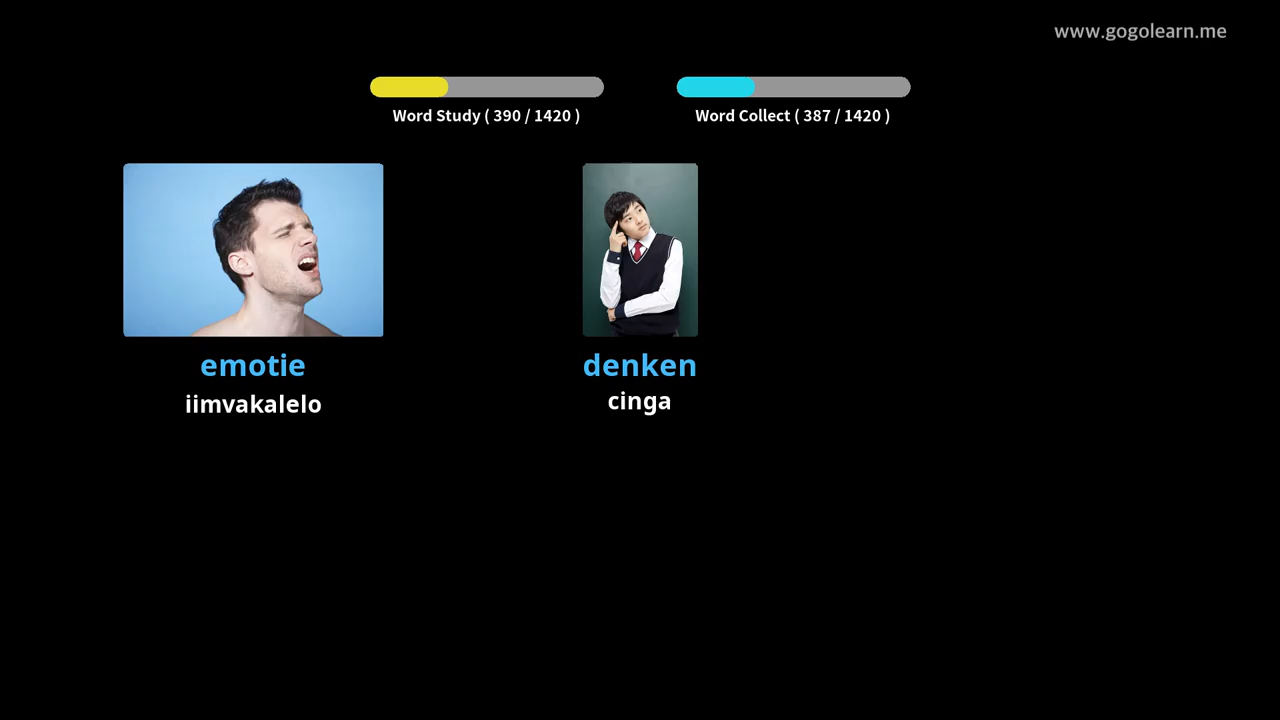 www.gogolearn.me
Word Study ( 390 / 1420 )
Word Collect ( 387 / 1420 )
emotie
iimvakalelo
denken
cinga